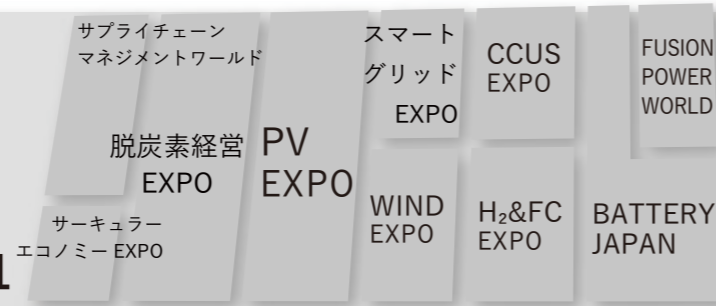 サプライチェーン
マネジメントワールド
脱炭素経営
EXPO
サーキュラー
エコノミー EXPO
1
PV
EXPO
スマート
グリッド
EXPO
WIND
EXPO
CCUS
EXPO
H₂&FC
EXPO
FUSION
POWER
WORLD
BATTERY
JAPAN